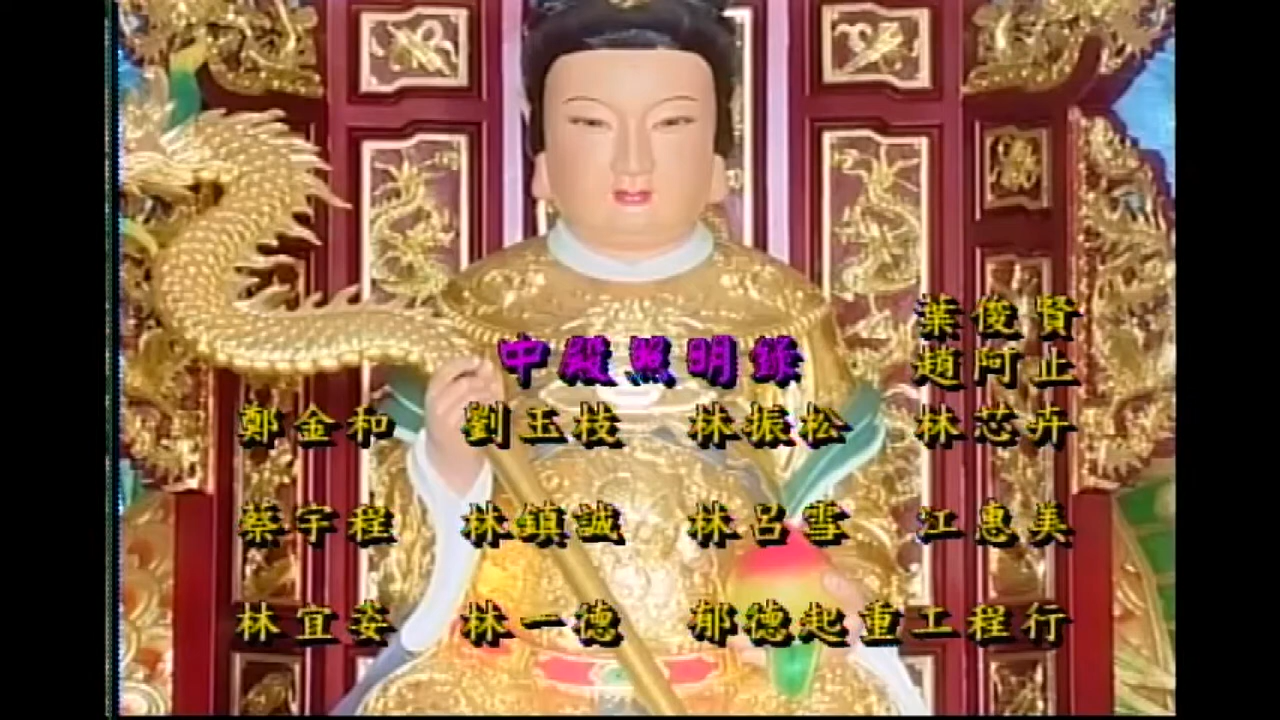 葉俊賢
中殿照明錄
趙阿止
鄭金和 劉玉枝 林振松 林芯卉
蔡宇程 林鎮誠 林呂雪 江惠美
林宜姿 林一德 郁德起重工程行